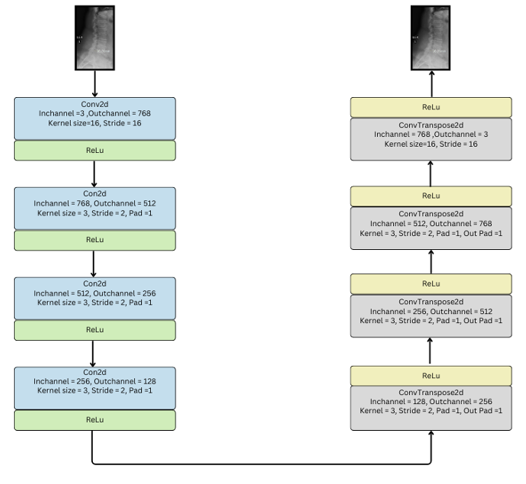 Conv2d
Inchannel =3 ,Outchannel = 768
Kernel size=16, Stride = 16
ReLu
Con2d
Inchannel = 768, Outchannel = 512
Kernel size = 3, Stride = 2, Pad =1
ReLu
Con2d
Inchannel = 512, Outchannel = 256
Kernel size = 3, Stride = 2, Pad =1
ReLu
Con2d
Inchannel = 256, Outchannel = 128
Kernel size = 3, Stride = 2, Pad =1
ReLu
ReLu
ConvTranspose2d
Inchannel = 768 ,Outchannel = 3
Kernel size=16, Stride = 16
ReLu
ConvTranspose2d
Inchannel = 512, Outchannel = 768
Kernel = 3, Stride = 2, Pad =1, Out Pad =1
ReLu
ConvTranspose2d
Inchannel = 256, Outchannel = 512
Kernel = 3, Stride = 2, Pad =1, Out Pad =1
ReLu
ConvTranspose2d
Inchannel = 128, Outchannel = 256
Kernel = 3, Stride = 2, Pad =1, Out Pad =1